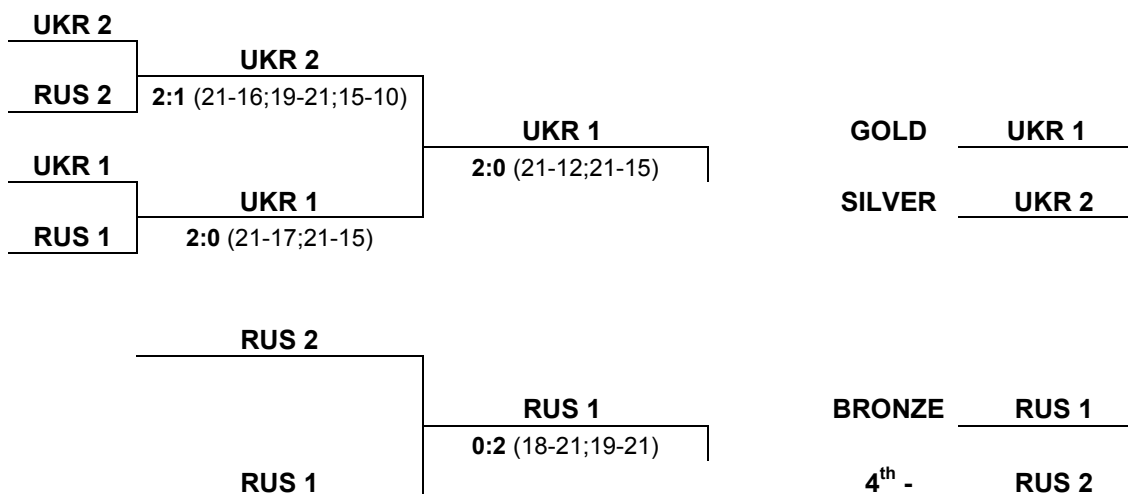 UKR 2
UKR 2
RUS 2
2:1 (21-16;19-21;15-10)
UKR 1
GOLD UKR 1
UKR 1
2:0 (21-12;21-15)
UKR 1
SILVER UKR 2
RUS 1
2:0 (21-17;21-15)
RUS 2
RUS 1
BRONZE RUS 1
0:2 (18-21;19-21)
RUS 1
4th - RUS 2